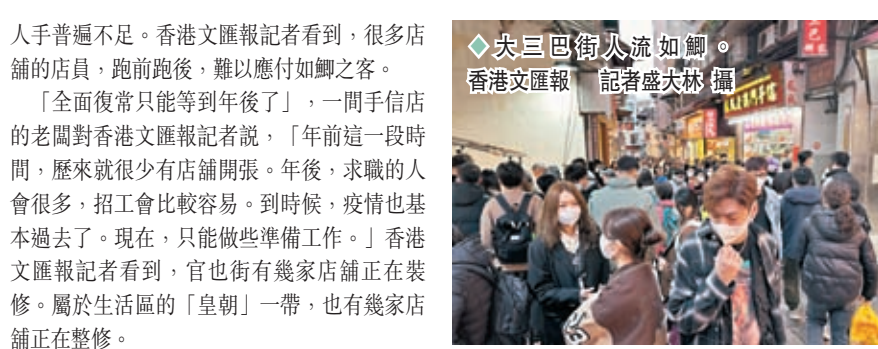 人手普遍不足。香港文匯報記者看到，很多店
舖的店員，跑前跑後，難以應付如鯽之客。
「全面復常只能等到年後了」，一間手信店
的老闆對香港文匯報記者説，「年前這一段時
間，歷來就很少有店舖開張。年後，求職的人
會很多，招工會比較容易。到時候，疫情也基
本過去了。現在，只能做些準備工作。」香港
文匯報記者看到，官也街有幾家店舖正在裝
修。屬於生活區的「皇朝」一帶，也有幾家店
舖正在整修。
◆大三巴街人流如鯽。
香港文匯報 記者盛大林 攝